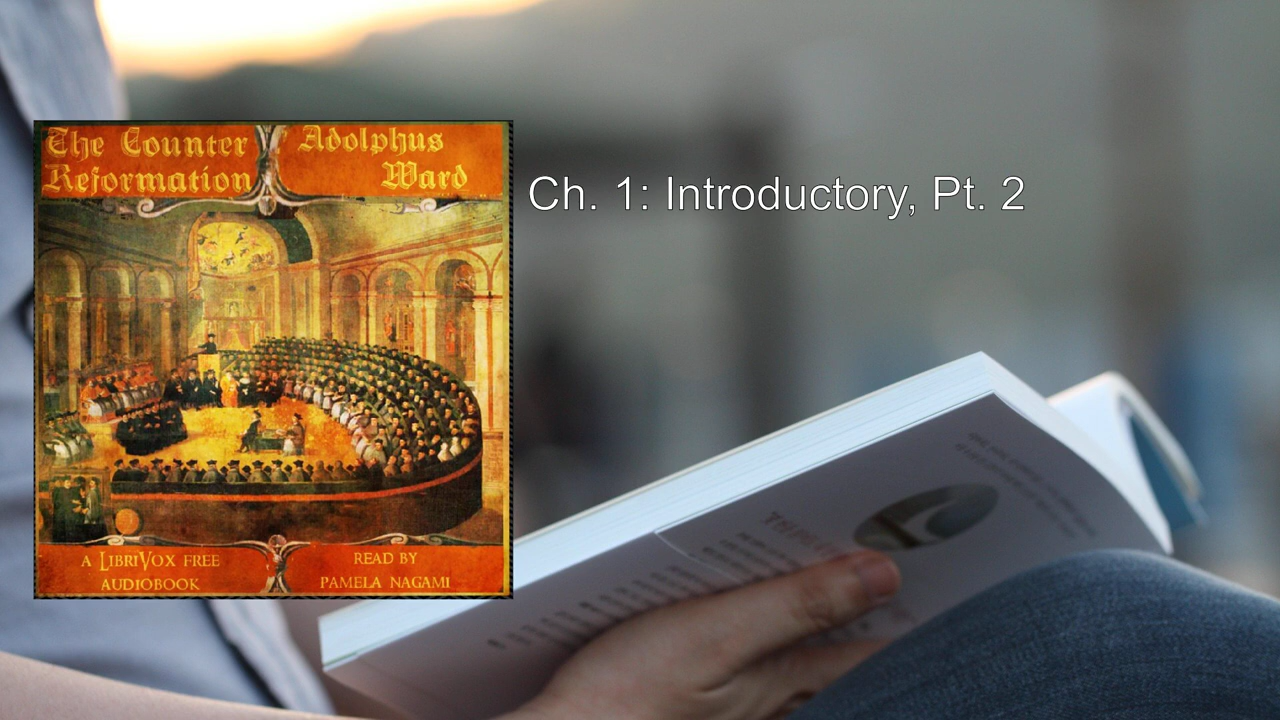 The Counter
Reformation
Adolphus
Ward
Ch. 1: Introductory, Pt. 2
A LibriVox free
audiobook
Read by
Pamela Nagami